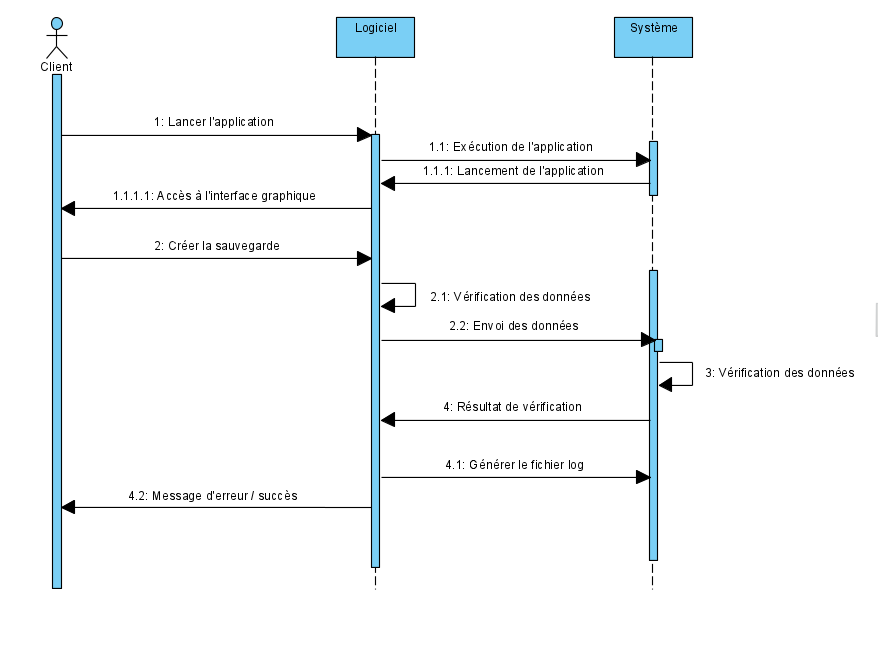 Logiciel
Système
Client
1: Lancer l'application
1.1: Exécution de l'application
1.1.1: Lancement de l'application
1.1.1.1: Accès à l'interface graphique
2: Créer la sauvegarde
2.1: Vérification des données
2.2: Envoi des données
3: Vérification des données
4: Résultat de vérification
4.1: Générer le fichier log
4.2: Message d'erreur / succès